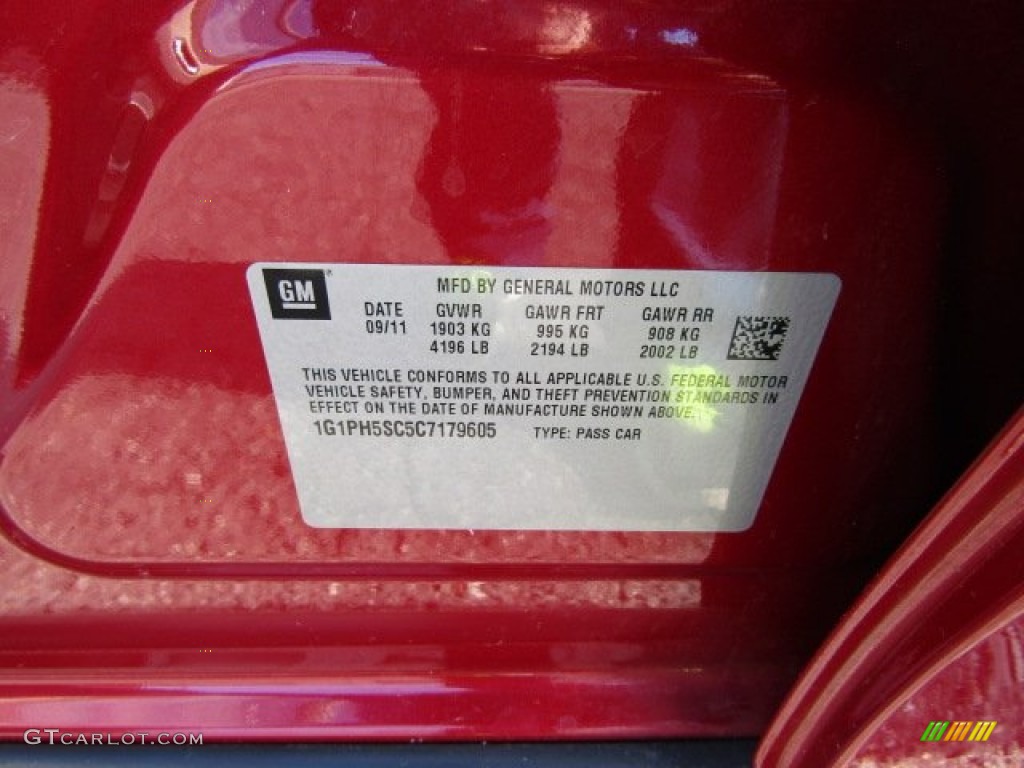 GM
MFD BY GENERAL MOTORS LLC
DATE GVWR GAWR FRT GAWR RR
09/11 1903 KG 995 KG 908 KG
4196 LB 2194 LB 2002 LB
THIS VEHICLE CONFORMS TO ALL APPLICABLE U.S. FEDERAL MOTOR
VEHICLE SAFETY, BUMPER, AND THEFT PREVENTION STANDARDS IN
EFFECT ON THE DATE OF MANUFACTURE SHOWN ABOVE.
1G1PH5SC5C7179605 TYPE: PASS CAR
GTCARLOT.COM